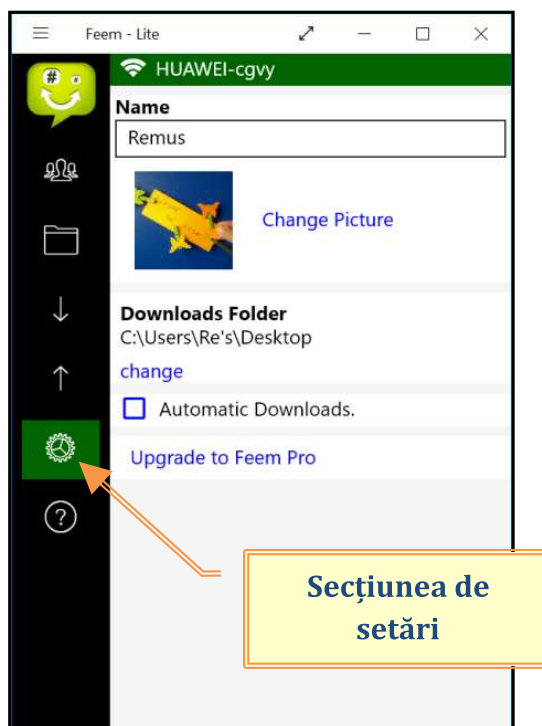 Feem - Lite
HUAWEI-cgvy
Name
Remus
Change Picture
Downloads Folder
C:\Users\Re's\Desktop
change
Automatic Downloads.
Upgrade to Feem Pro
Secțiunea de
setări